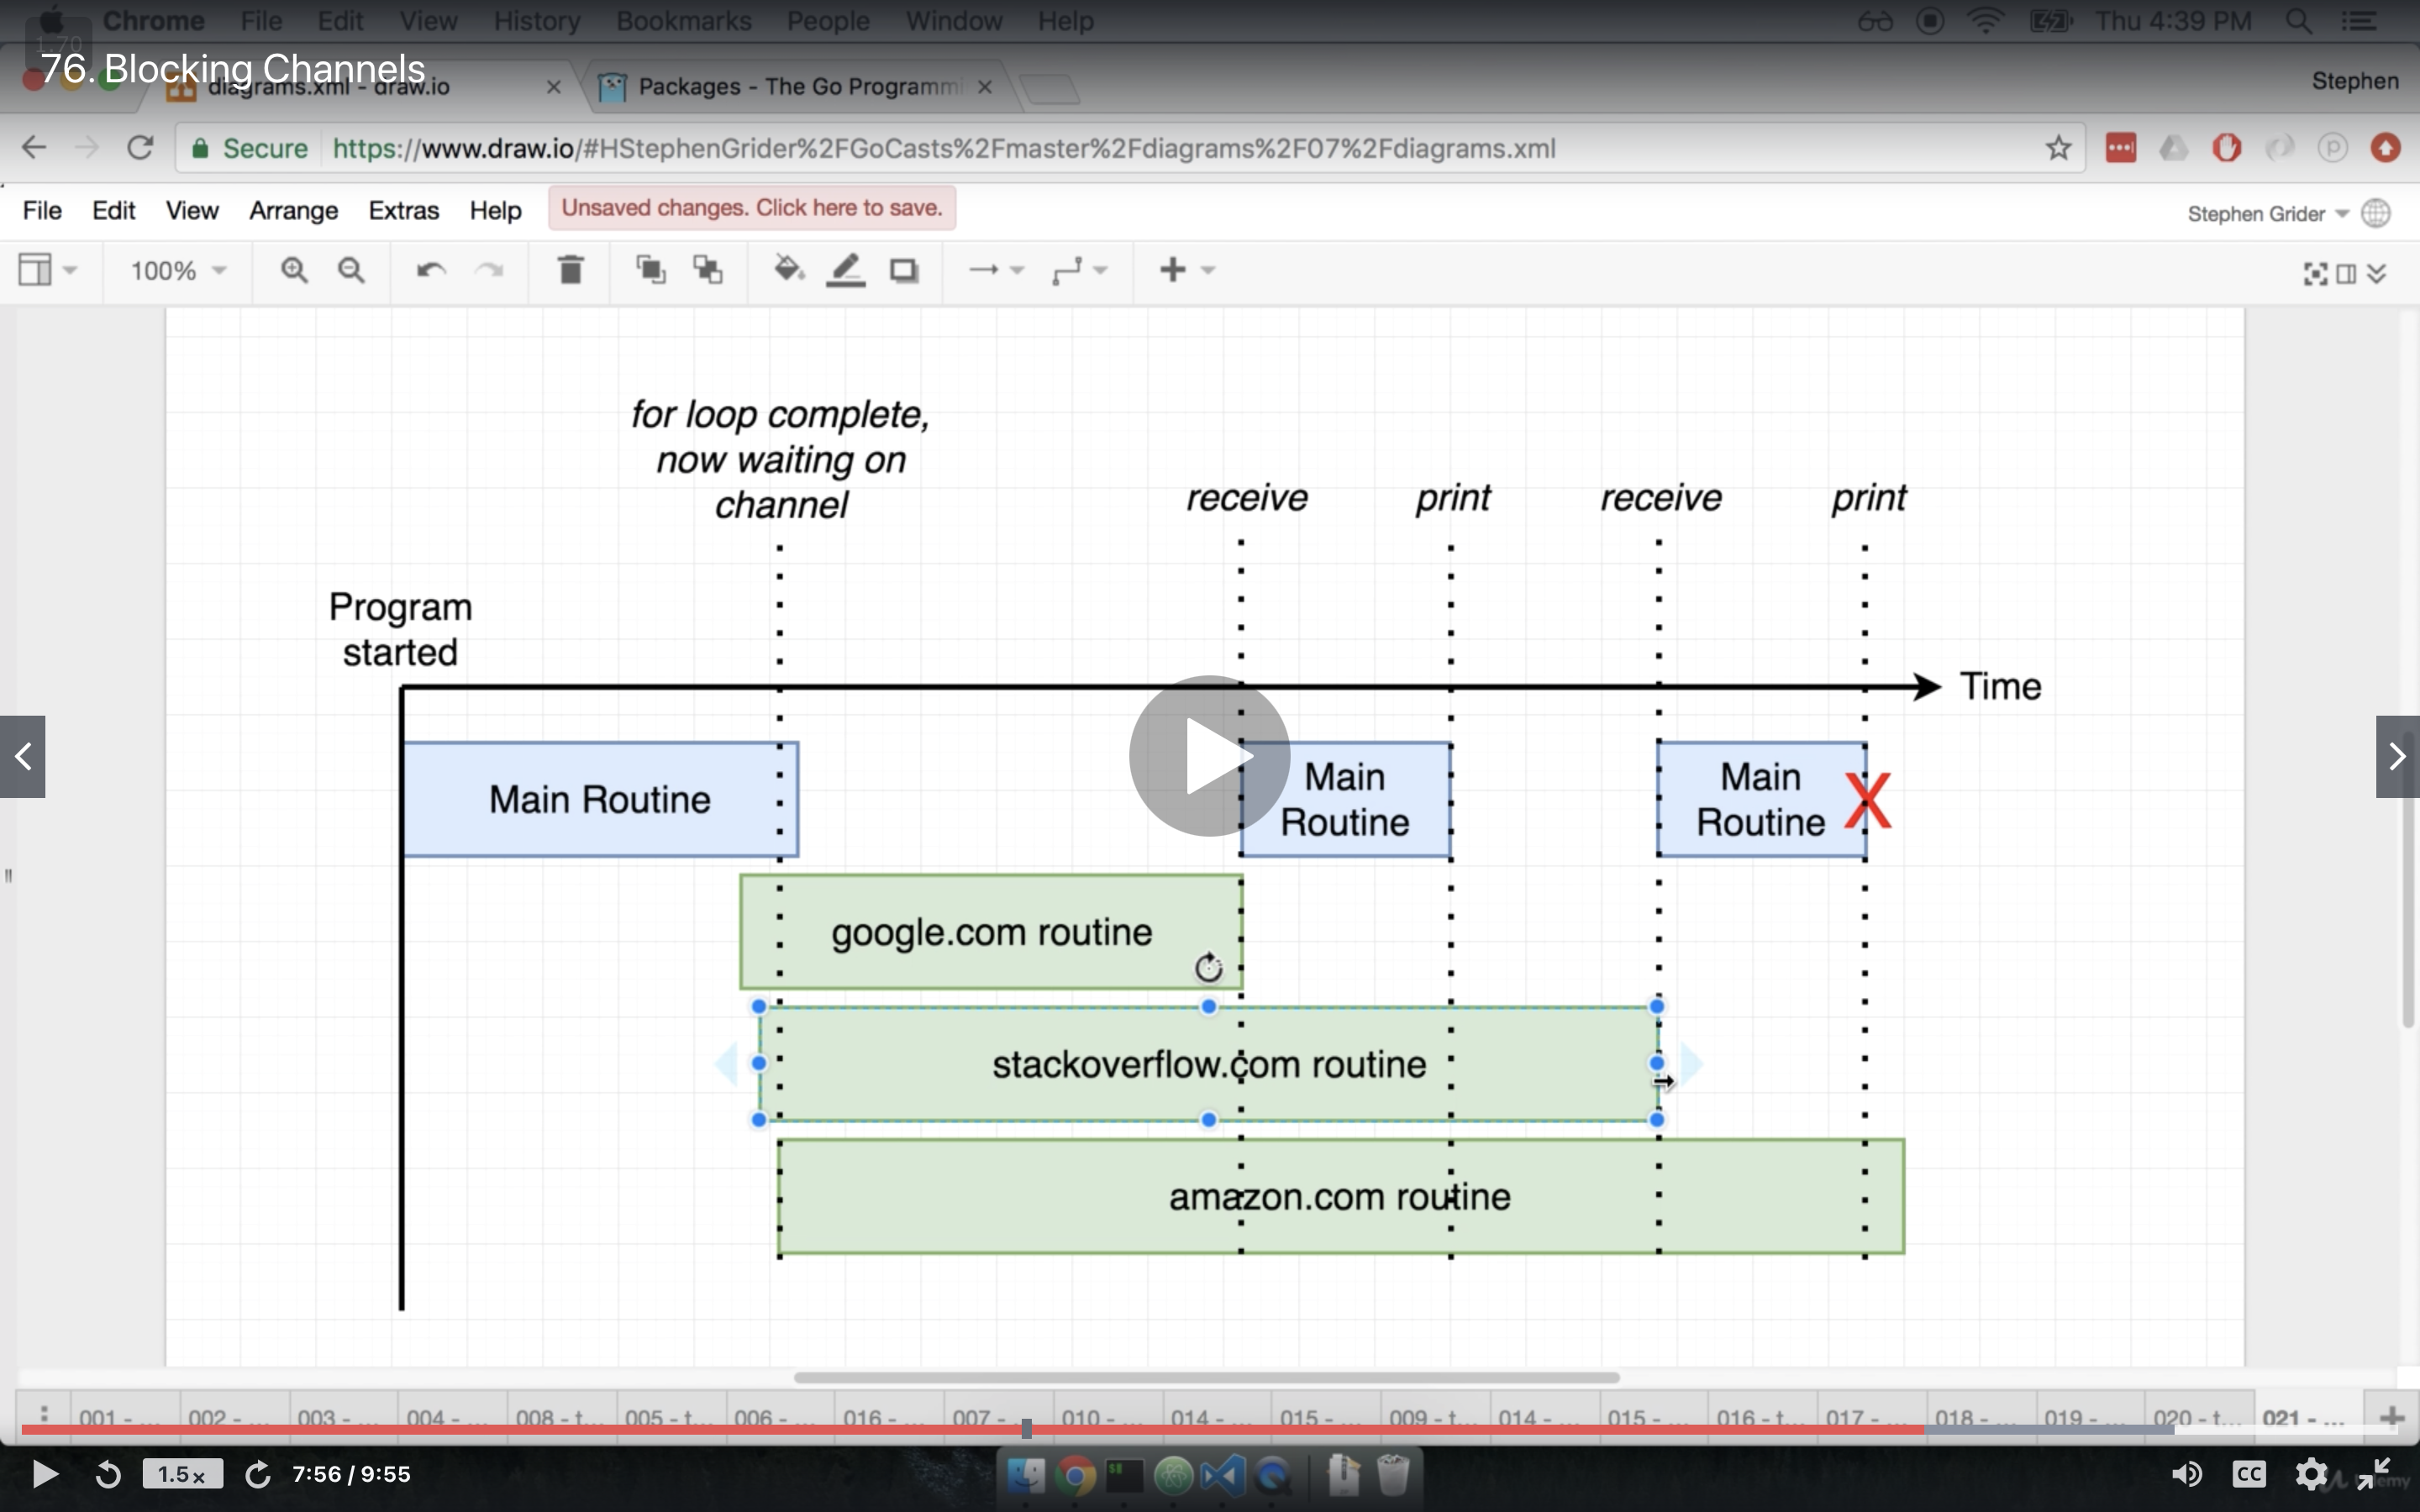 Chrome File Edit View History Bookmarks People Window Help Thu 4:39 PM
1.70
76. Blocking Channels
diagrams.xml - draw.io Packages - The Go Programmi Stephen
Secure https://www.draw.io/#HStephenGrider%2FGoCasts%2Fmaster%2Fdiagrams%2F07%2Fdiagrams.xml
File Edit View Arrange Extras Help Unsaved changes. Click here to save. Stephen Grider
100%
for loop complete,
now waiting on
channel
receive print receive print
Program
started
Time
Main Routine
Main
Routine
Main
Routine
X
google.com routine
stackoverflow.com routine
amazon.com routine
001 - ... 002 - ... 003 - ... 004 - ... 008 - t... 005 - t... 006 - ... 016 - ... 007 - 010 - ... 014 - ... 015 - ... 009 - t... 014 - ... 015 - ... 016 - t... 017 - ... 018 - ... 019 - ... 020 - t... 021 - ...
1.5x 7:56 / 9:55 CC